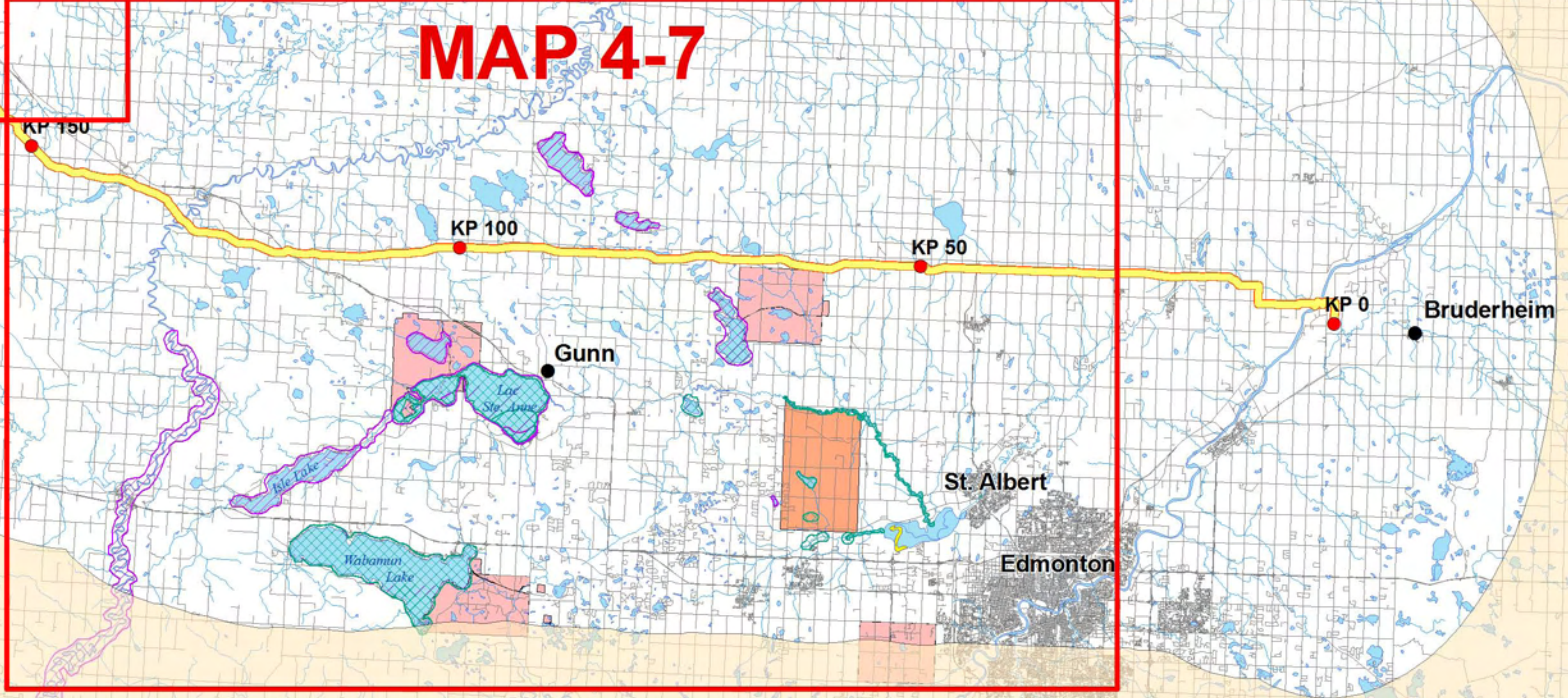 MAP 4-7
KP 150
KP 100
KP 50
KP 0
Bruderheim
Gunn
Lac
Ste. Anne
Isle Lake
St. Albert
Wabamun
Lake
Edmonton